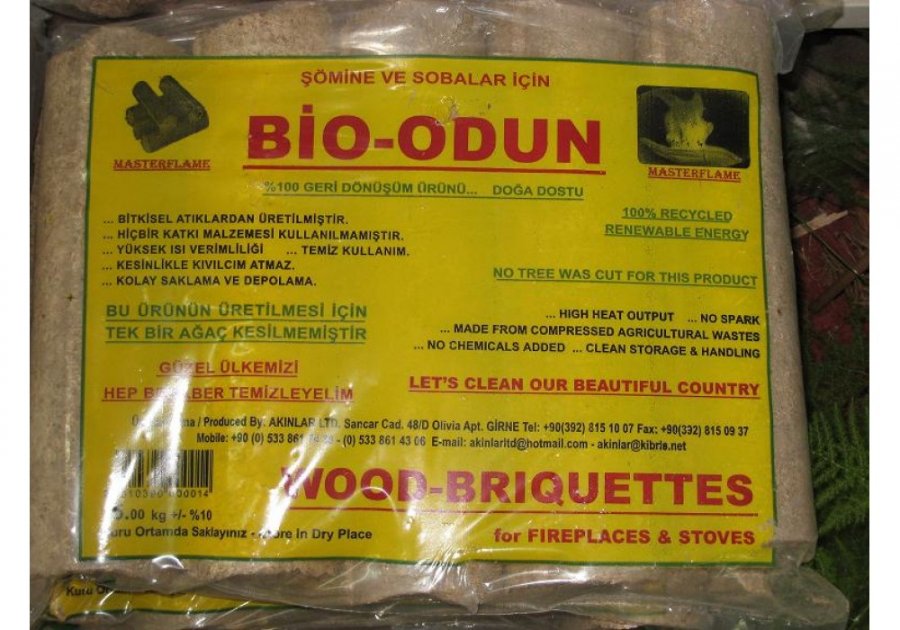 ŞÖMİNE VE SOBALAR İÇİN
BİO-ODUN
MASTERFLAME
MASTERFLAME
%100 GERİ DÖNÜŞÜM ÜRÜNÜ... DOĞA DOSTU
... BİTKİSEL ATIKLARDAN ÜRETİLMİŞTİR.
... HİÇBİR KATKI MALZEMESİ KULLANILMAMIŞTIR.
... YÜKSEK ISI VERİMLİLİĞİ ... TEMİZ KULLANIM.
... KESİNLİKLE KIVILCIM ATMAZ.
... KOLAY SAKLAMA VE DEPOLAMA.
100% RECYCLED
RENEWABLE ENERGY
NO TREE WAS CUT FOR THIS PRODUCT
BU ÜRÜNÜN ÜRETİLMESİ İÇİN
TEK BİR AĞAÇ KESİLMEMİŞTİR
... HIGH HEAT OUTPUT ... NO SPARK
... MADE FROM COMPRESSED AGRICULTURAL WASTES
... NO CHEMICALS ADDED ... CLEAN STORAGE & HANDLING
GÜZEL ÜLKEMİZİ
HEP BERABER TEMİZLEYELİM
LET'S CLEAN OUR BEAUTIFUL COUNTRY
/ Produced By: AKINLAR LTD. Sancar Cad. 48/D Olivia Apt. GİRNE Tel: +90(392) 815 10 07 Fax: +90(392) 815 09 37
Mobile: +90 (0) 533 861 - (0) 533 861 43 06 E-mail: akinlarltd@hotmail.com - akinlar@kibris.net
WOOD-BRIQUETTES
.00 kg +/- %10
Kuru Ortamda Saklayınız - Store in Dry Place
for FIREPLACES & STOVES